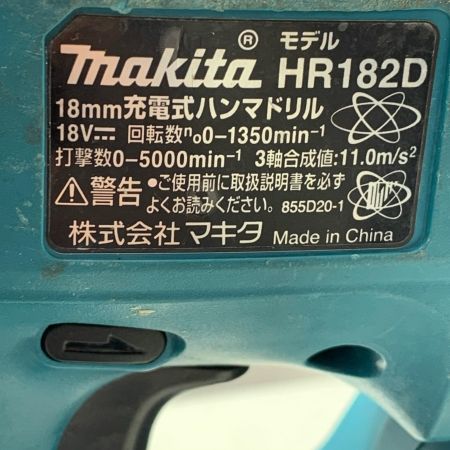 makita ® モデル HR182D
18mm充電式ハンマドリル
18V⎓ 回転数n₀0-1350min⁻¹
打撃数0-5000min⁻¹ 3軸合成値:11.0m/s²
⚠警告 ●ご使用前に取扱説明書を必ず
よくお読みください。 855D20-1
株式会社 マキタ Made in China